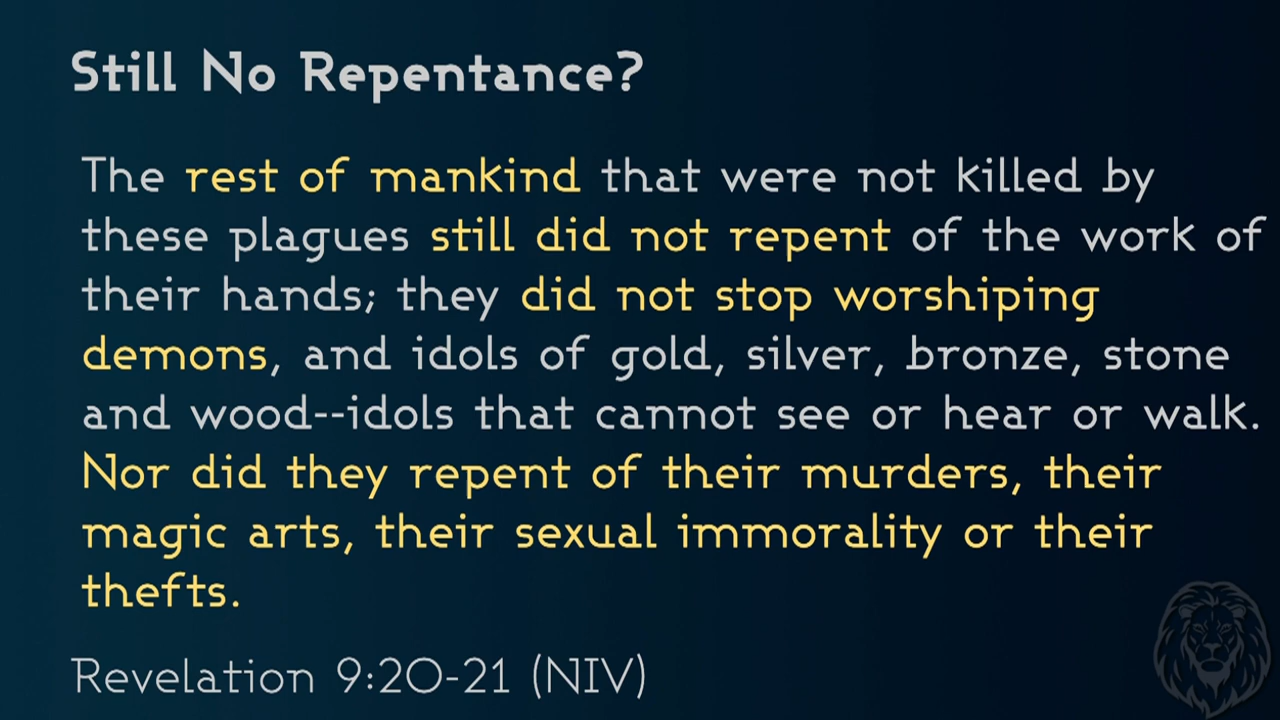 Still No Repentance?
The rest of mankind that were not killed by
these plagues still did not repent of the work of
their hands; they did not stop worshiping
demons, and idols of gold, silver, bronze, stone
and wood--idols that cannot see or hear or walk.
Nor did they repent of their murders, their
magic arts, their sexual immorality or their
thefts.
Revelation 9:20-21 (NIV)